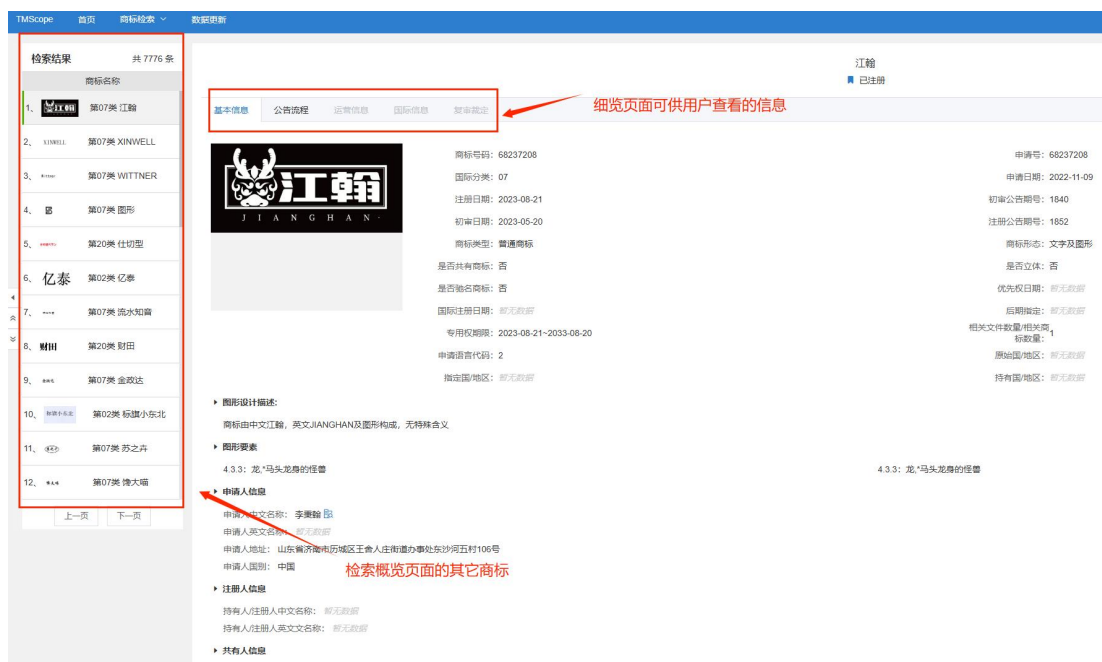 TMScope 首页 商标检索 数据更新
检索结果 共 7776 条
商标名称
1、 江翰 第07类 江翰
2、 XINWELL 第07类 XINWELL
3、 第07类 WITTNER
4、 第07类 图形
5、 第20类 仕切型
6、 亿泰 第02类 亿泰
7、 第07类 流水知音
8、 财田 第20类 财田
9、 第07类 金政达
10、 标旗小东北 第02类 标旗小东北
11、 第07类 苏之卉
12、 第07类 馋大喵
上一页 下一页
江翰
已注册
基本信息 公告流程 运营信息 国际信息 复审裁定
细览页面可供用户查看的信息
江翰
JIANGHAN
商标号码: 68237208 申请号: 68237208
国际分类: 07 申请日期: 2022-11-09
注册日期: 2023-08-21 初审公告期号: 1840
初审日期: 2023-05-20 注册公告期号: 1852
商标类型: 普通商标 商标形态: 文字及图形
是否共有商标: 否 是否立体: 否
是否驰名商标: 否 优先权日期: 暂无数据
国际注册日期: 暂无数据 后期指定: 暂无数据
专用权期限: 2023-08-21~2033-08-20 相关文件数量/相关商标数量: 1
申请语言代码: 2 原始国/地区: 暂无数据
指定国/地区: 暂无数据 持有国/地区: 暂无数据
图形设计描述:
商标由中文江翰，英文JIANGHAN及图形构成，无特殊含义
图形要素
4.3.3: 龙,*马头龙身的怪兽 4.3.3: 龙,*马头龙身的怪兽
申请人信息
申请人中文名称: 李秉翰
申请人英文名称: 暂无数据
申请人地址: 山东省济南市历城区王舍人庄街道办事处东沙河五村106号
申请人国别: 中国
检索概览页面的其它商标
注册人信息
持有人/注册人中文名称: 暂无数据
持有人/注册人英文文名称: 暂无数据
共有人信息